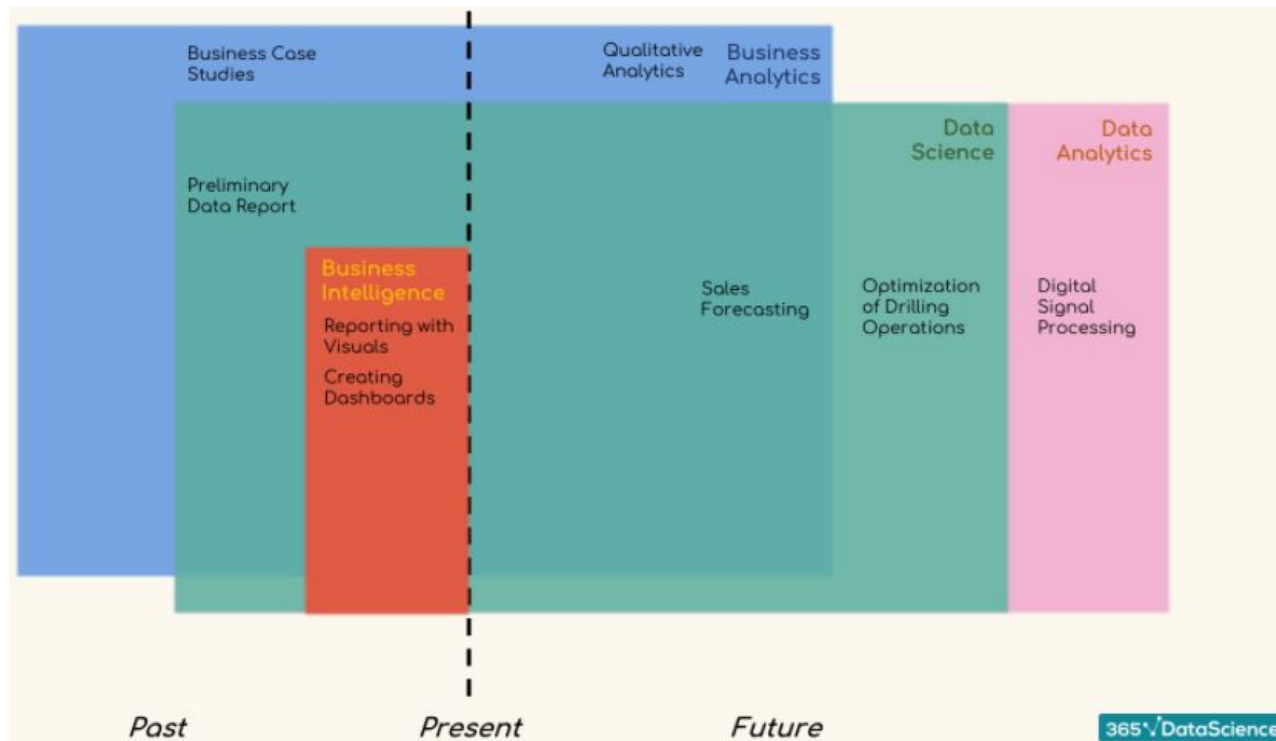 Business Case
Studies
Qualitative
Analytics
Business
Analytics
Data
Science
Data
Analytics
Preliminary
Data Report
Business
Intelligence
Reporting with
Visuals
Creating
Dashboards
Sales
Forecasting
Optimization
of Drilling
Operations
Digital
Signal
Processing
Past
Present
Future
365 DataScience